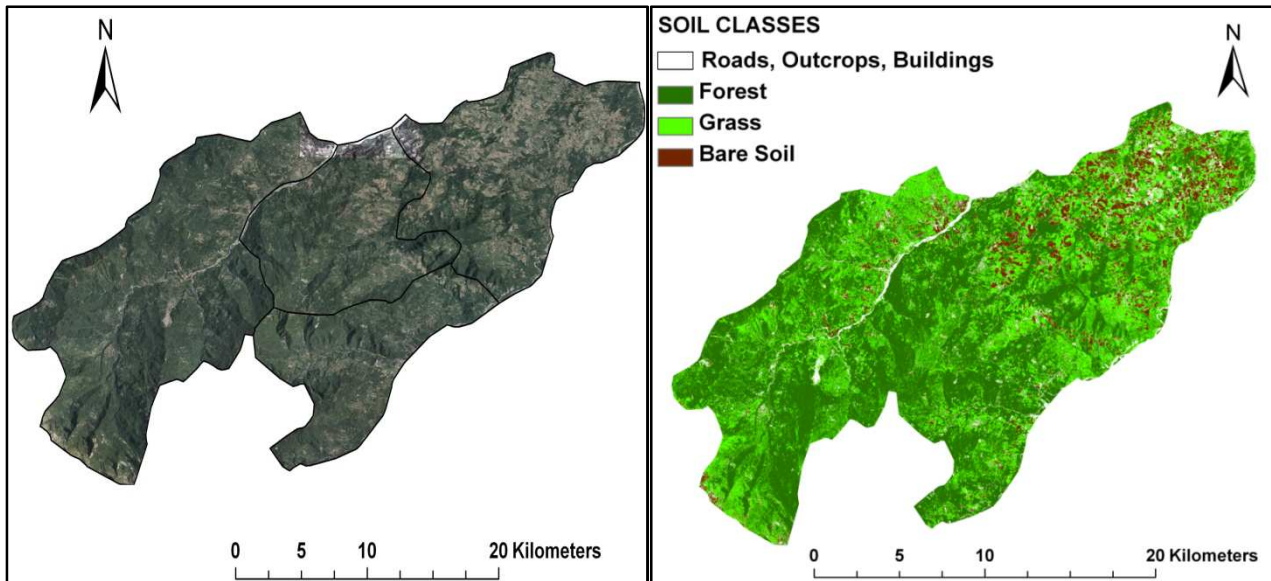 N
0 5 10 20 Kilometers
SOIL CLASSES
Roads, Outcrops, Buildings
Forest
Grass
Bare Soil
N
0 5 10 20 Kilometers